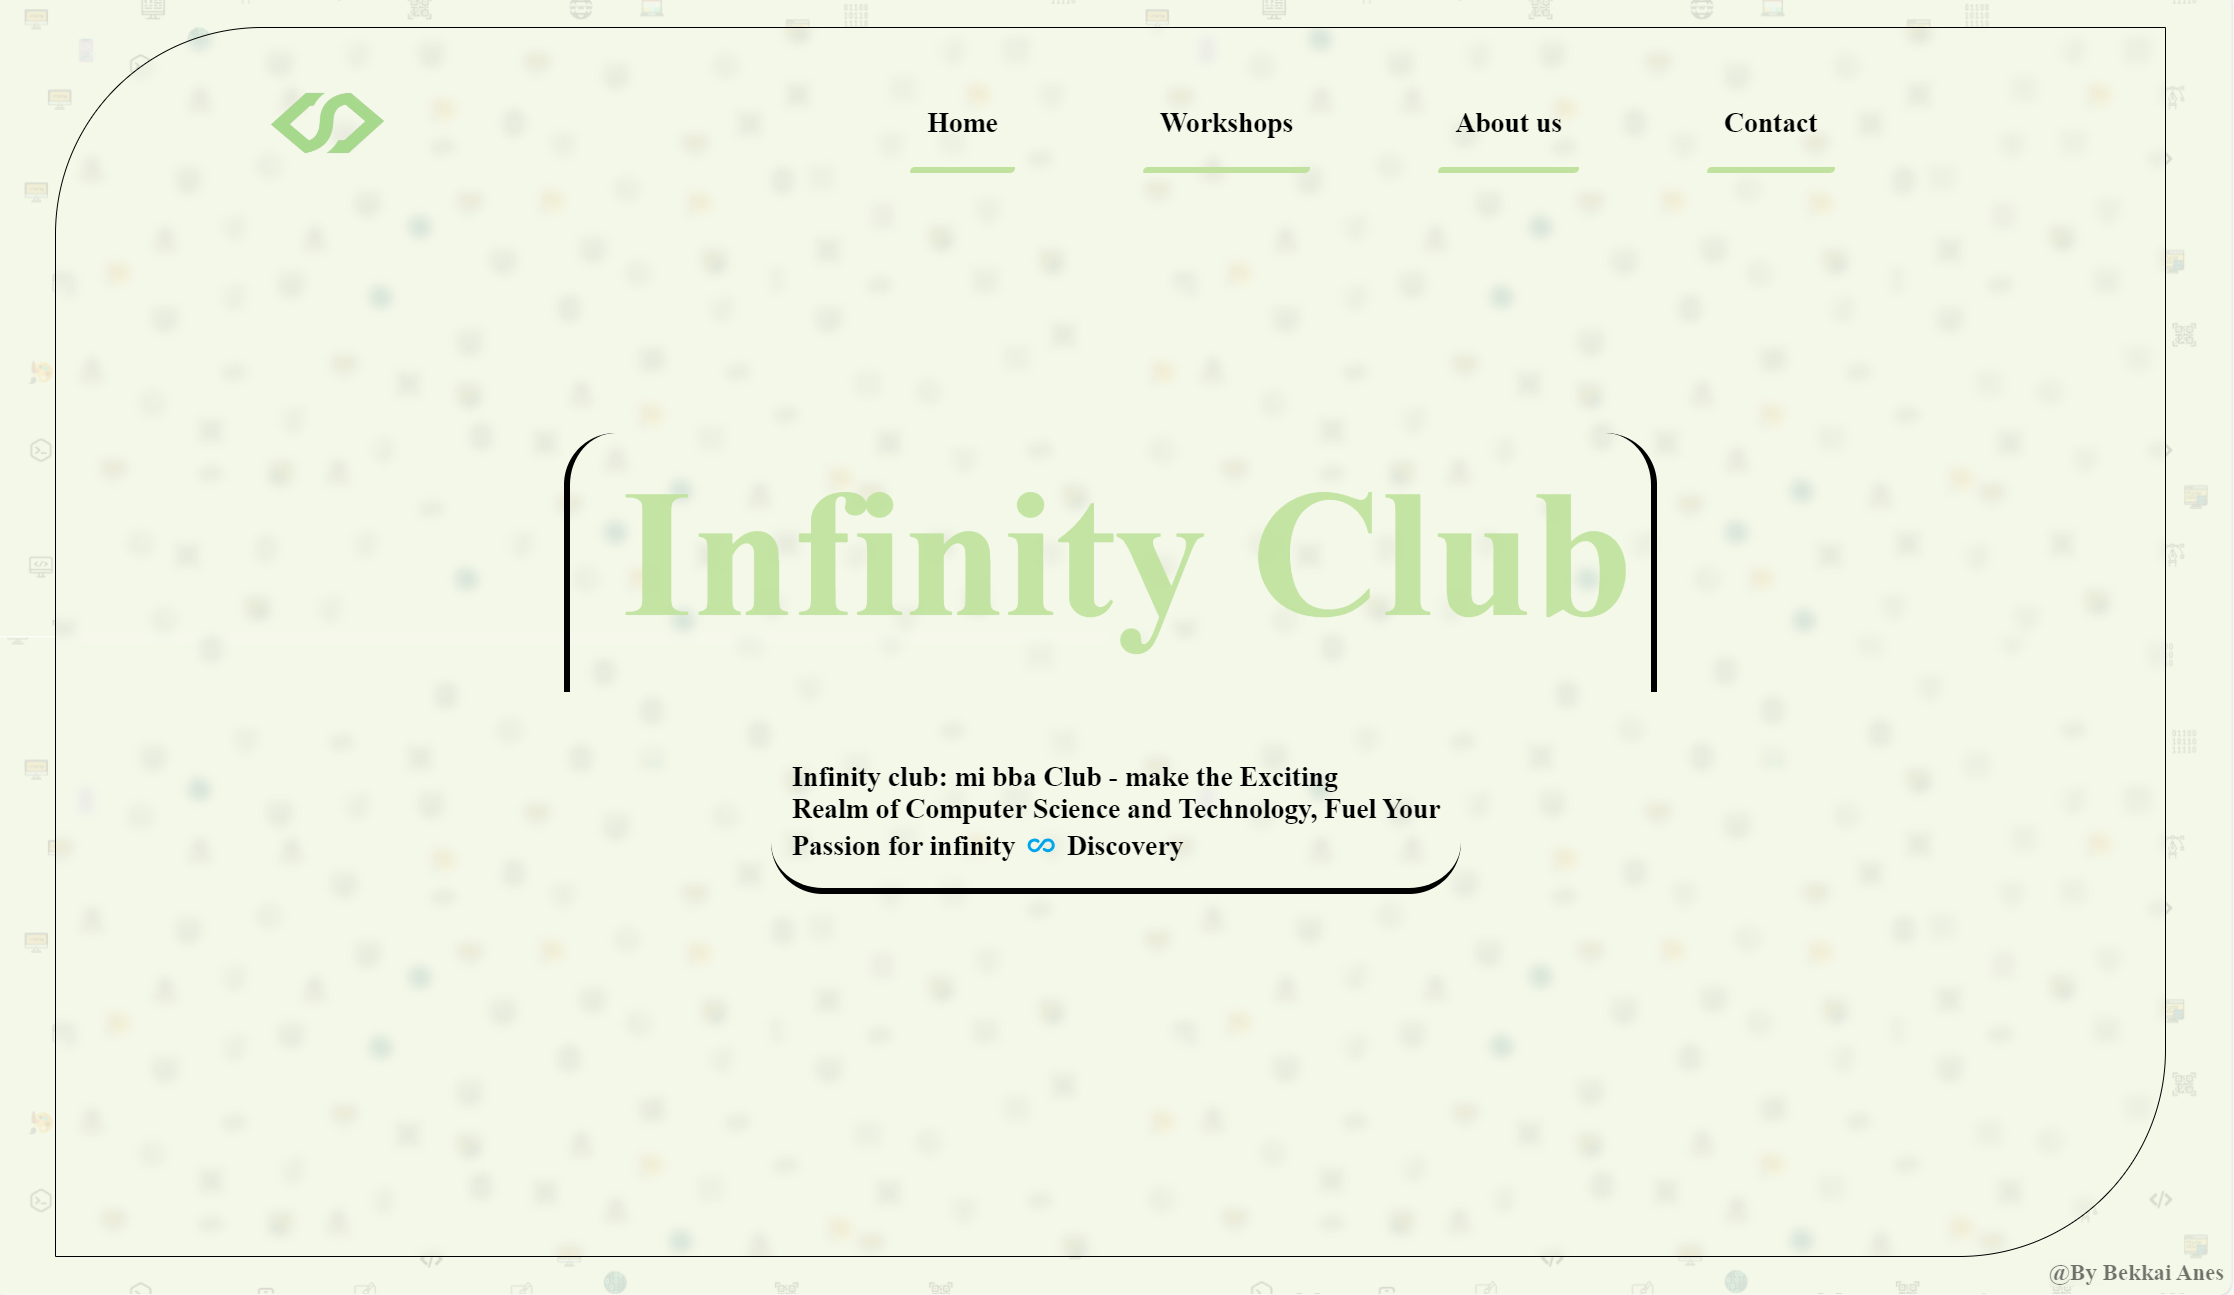 Home
Workshops
About us
Contact
Infinity Club
Infinity club: mi bba Club - make the Exciting
Realm of Computer Science and Technology, Fuel Your
Passion for infinity ∞ Discovery
@By Bekkai Anes